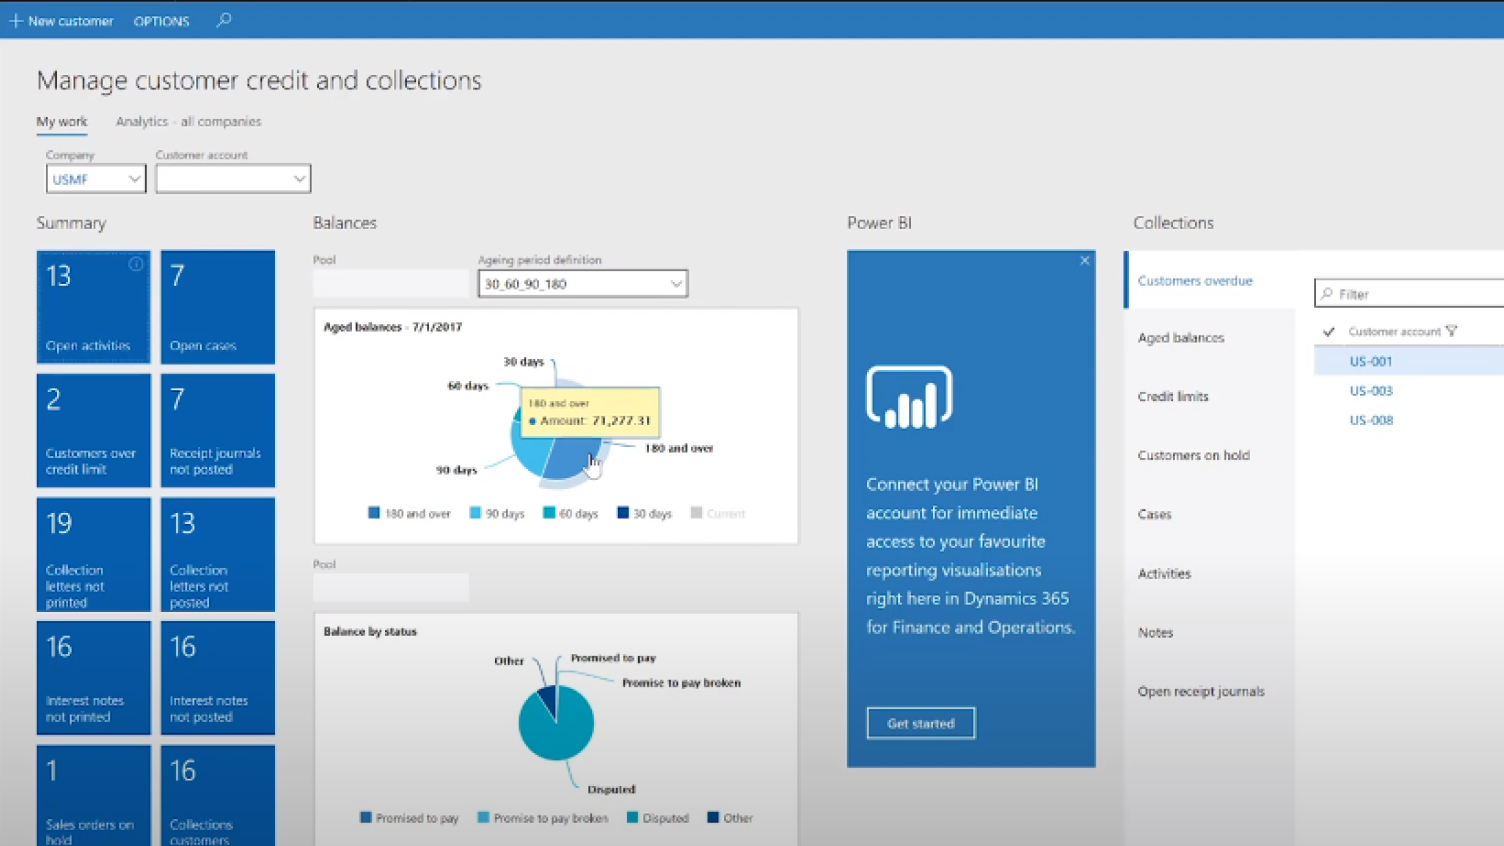 New customer OPTIONS
Manage customer credit and collections
My work Analytics - all companies
Company Customer account
USMF
Summary
13
Open activities
7
Open cases
2
Customers over
credit limit
7
Receipt journals
not posted
19
Collection
letters not
printed
13
Collection
letters not
posted
16
Interest notes
not printed
16
Interest notes
not posted
1
Sales orders on
hold
16
Collections
customers
Balances
Pool
Ageing period definition
30_60_90_180
Aged balances - 7/1/2017
30 days
60 days
180 and over
Amount: 71,277.31
180 and over
90 days
180 and over 90 days 60 days 30 days Current
Pool
Balance by status
Other Promised to pay
Promise to pay broken
Disputed
Promised to pay Promise to pay broken Disputed Other
Power BI
Connect your Power BI
account for immediate
access to your favourite
reporting visualisations
right here in Dynamics 365
for Finance and Operations.
Get started
Collections
Customers overdue
Aged balances
Credit limits
Customers on hold
Cases
Activities
Notes
Open receipt journals
Filter
Customer account
US-001
US-003
US-008